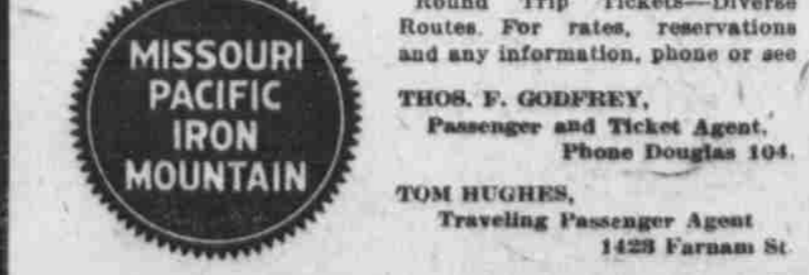 MISSOURI
PACIFIC
IRON
MOUNTAIN
Round Trip Tickets—Diverse
Routes. For rates, reservations
and any information, phone or see
THOS. F. GODFREY,
Passenger and Ticket Agent.
Phone Douglas 104.
TOM HUGHES,
Traveling Passenger Agent
1423 Farnam St.